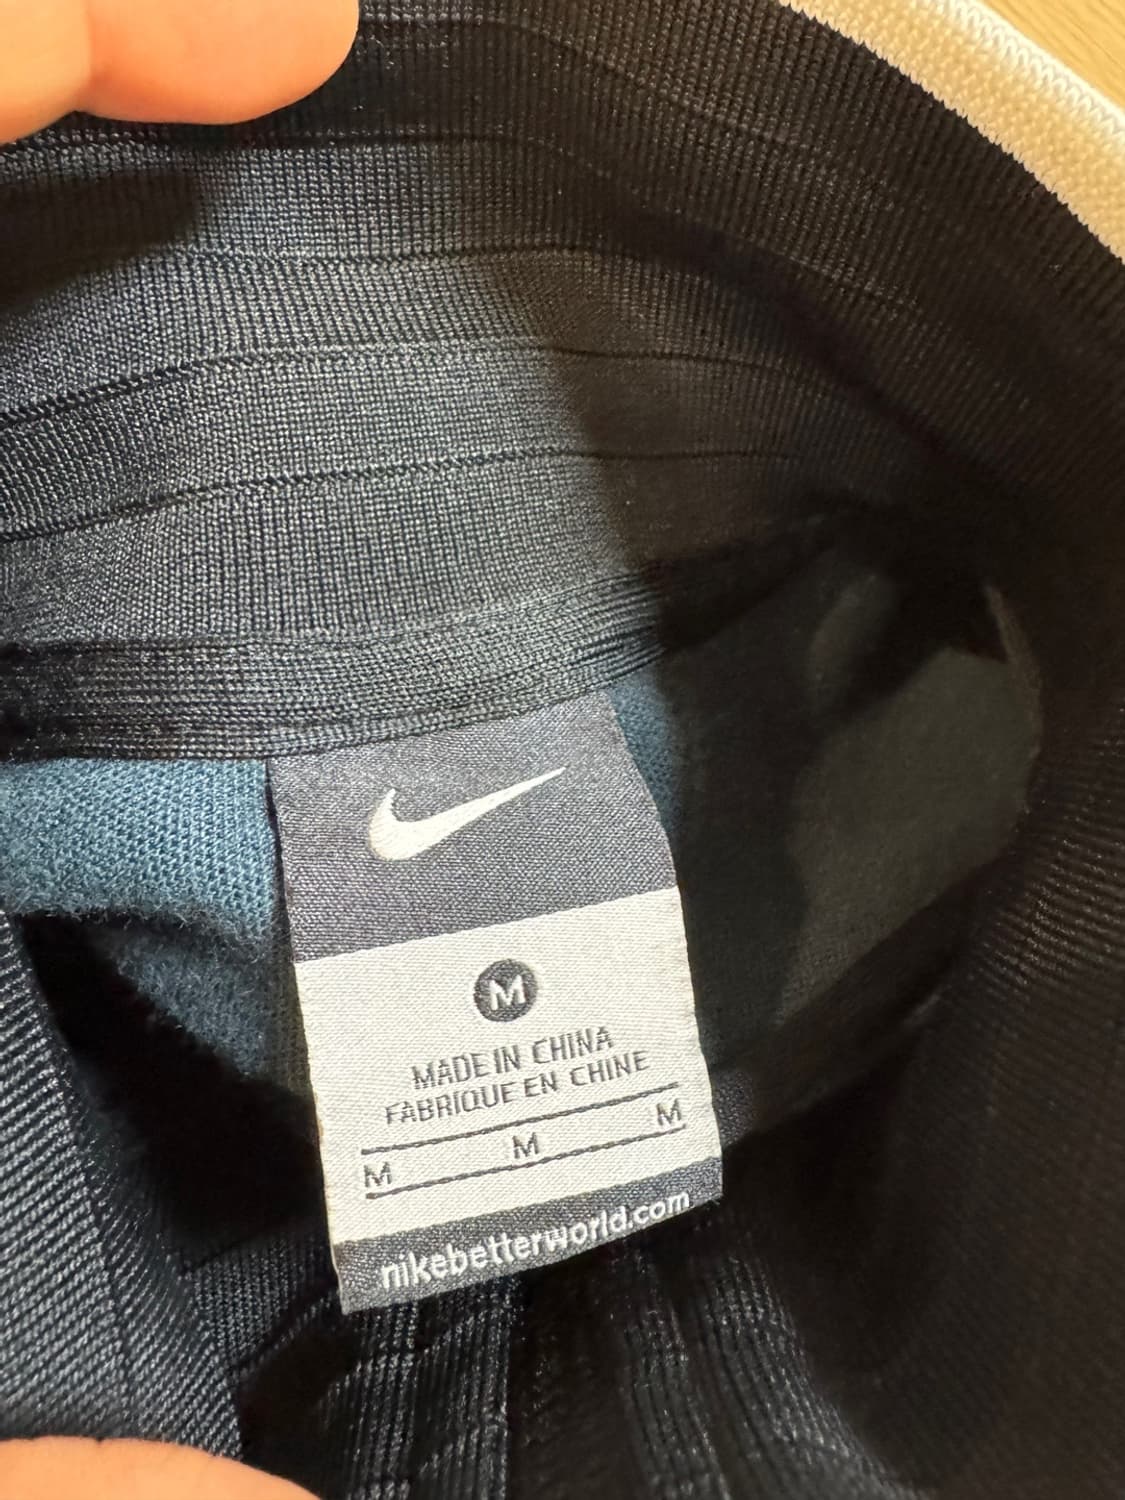 M
MADE IN CHINA
FABRIQUE EN CHINE
M M M
nikebetterworld.com